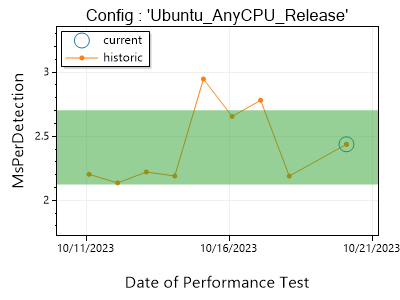 Config : 'Ubuntu_AnyCPU_Release'
current
historic
MsPerDetection
3
2.5
2
10/11/2023
10/16/2023
10/21/2023
Date of Performance Test